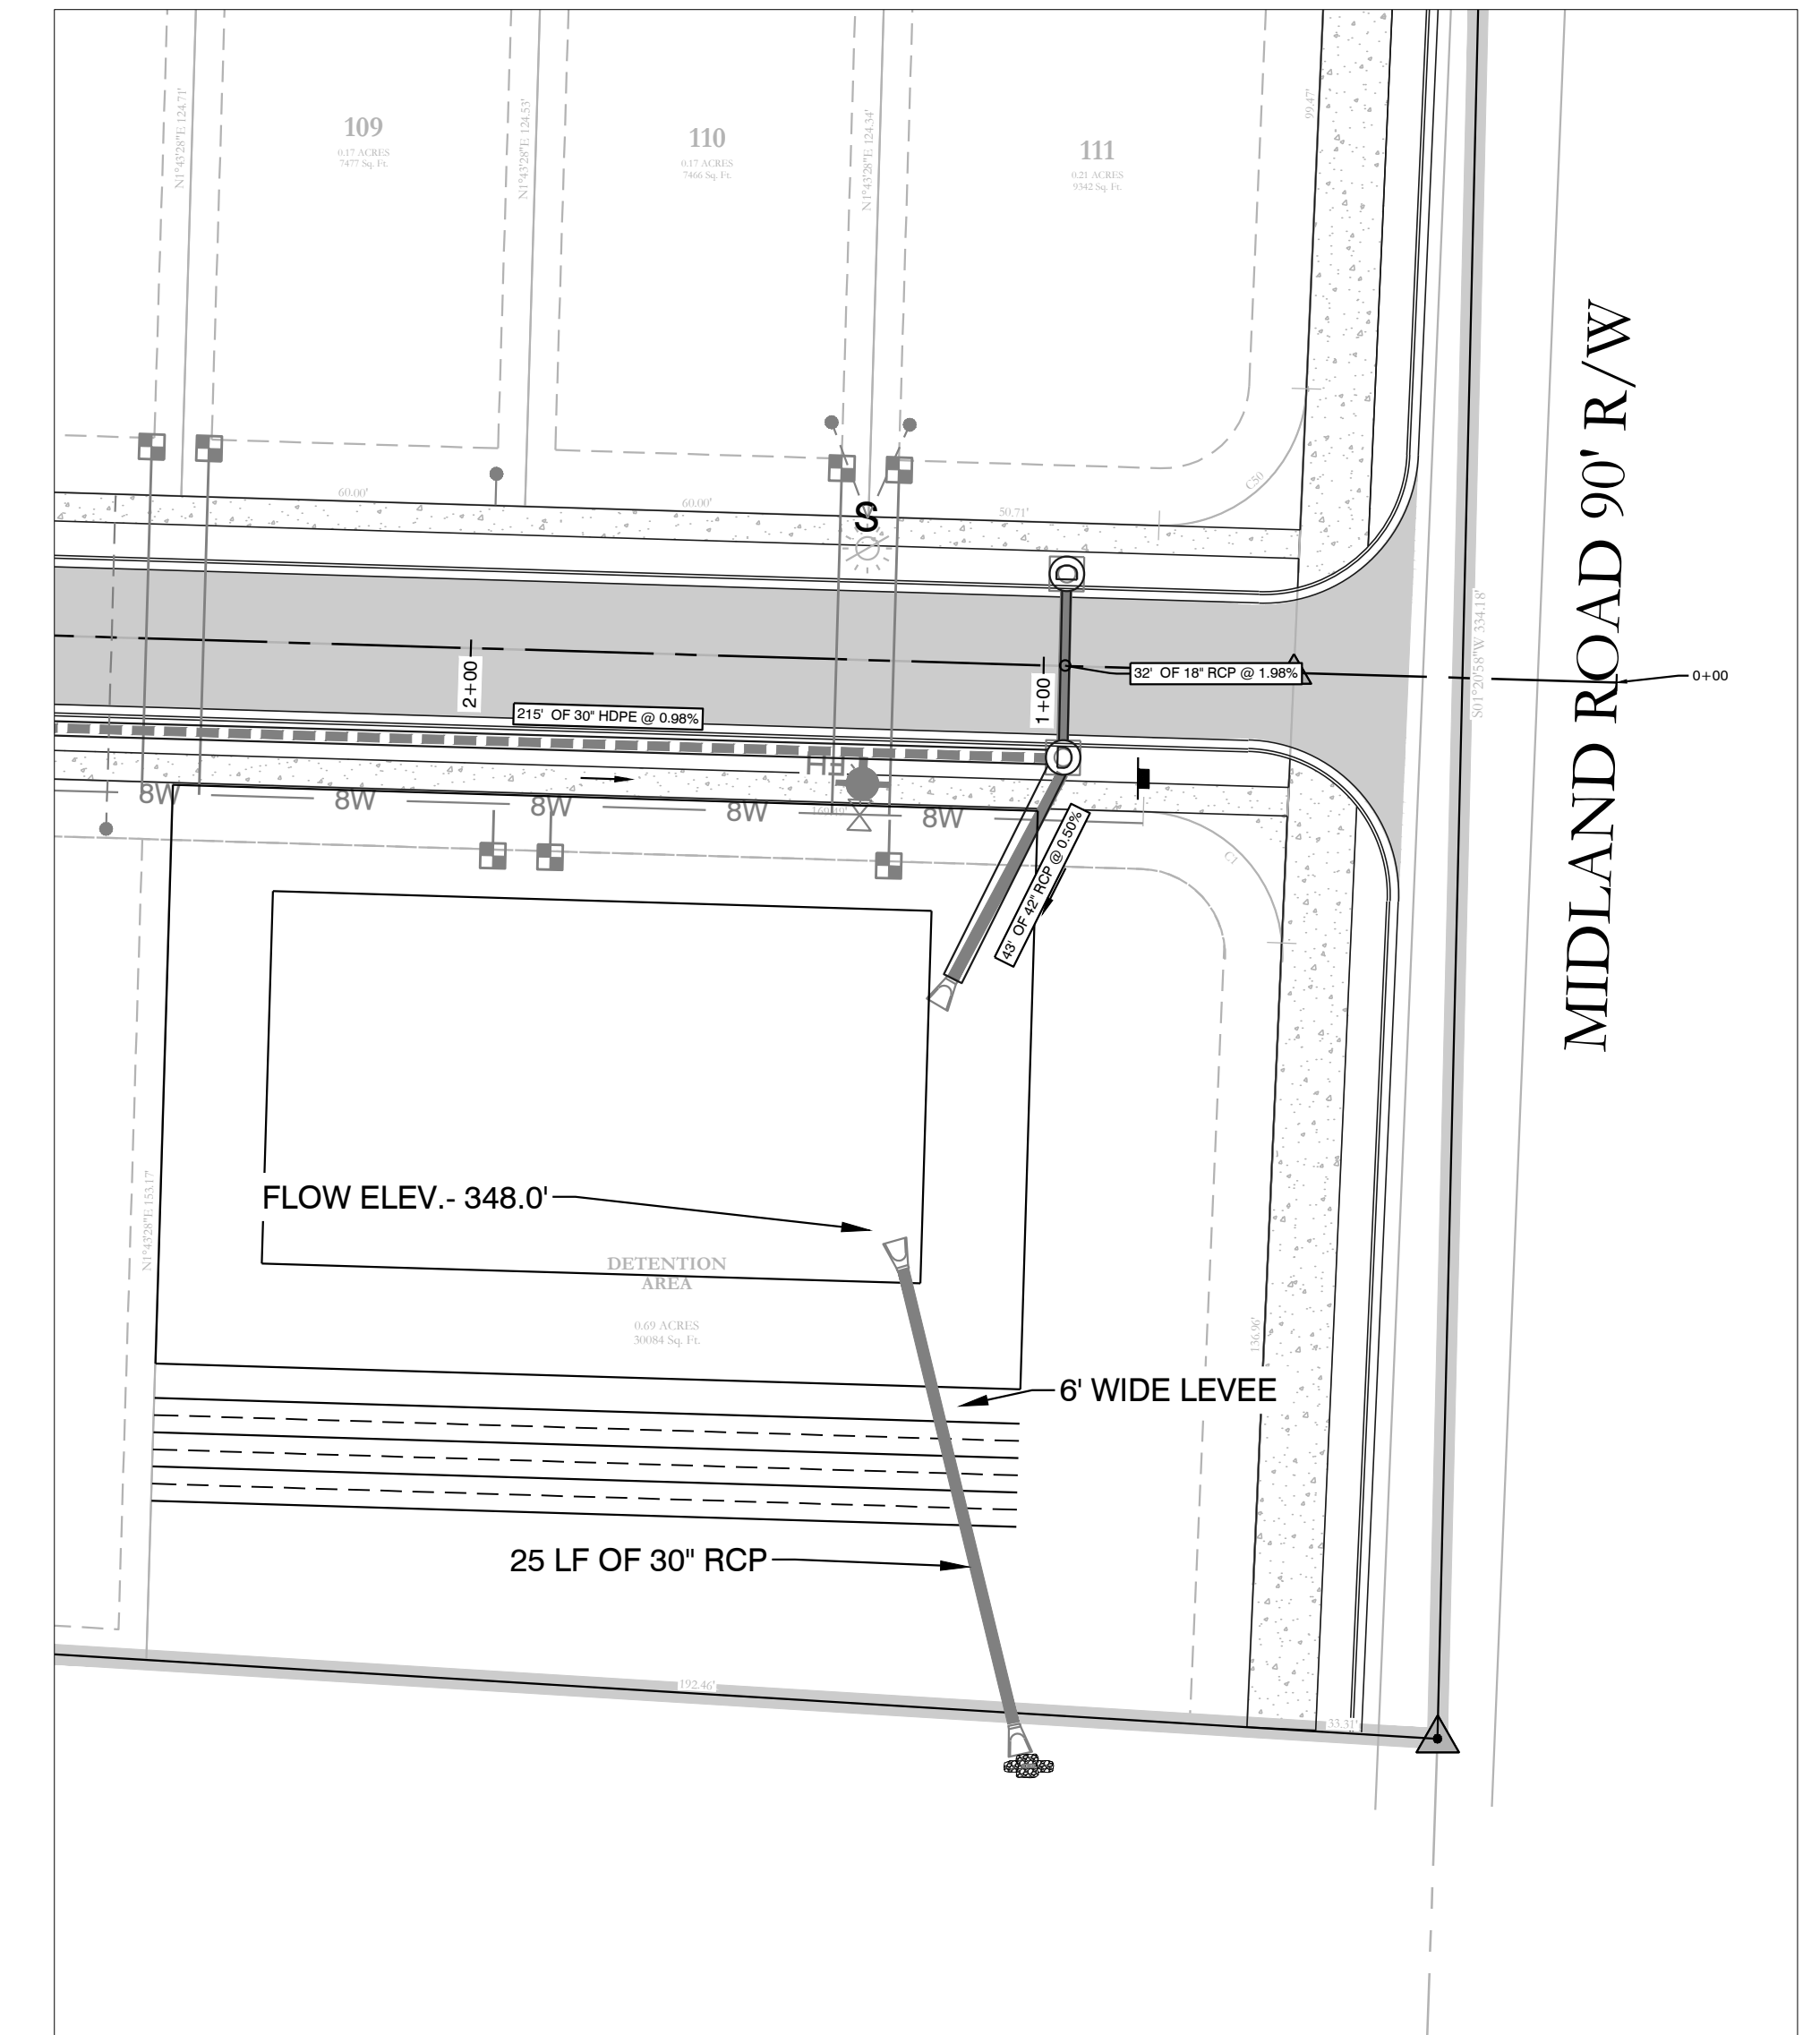 N1°43'28"E 124.71'
109
0.17 ACRES
7477 Sq. Ft.
N1°43'28"E 124.53'
110
0.17 ACRES
7466 Sq. Ft.
N1°43'28"E 124.34'
111
0.21 ACRES
9342 Sq. Ft.
99.47'
MIDLAND ROAD 90' R/W
C50
60.00'
60.00'
50.71'
S
D
S01°20'58"W 334.18'
2+00
1+00
32' OF 18" RCP @ 1.98%
0+00
215' OF 30" HDPE @ 0.98%
D
FH
8W
8W
8W
8W
8W
43' OF 42" RCP @ 0.50%
C1
N1°43'28"E 153.17'
FLOW ELEV.- 348.0'
DETENTION
AREA
0.69 ACRES
30084 Sq. Ft.
136.96'
6' WIDE LEVEE
25 LF OF 30" RCP
192.46'
33.31'